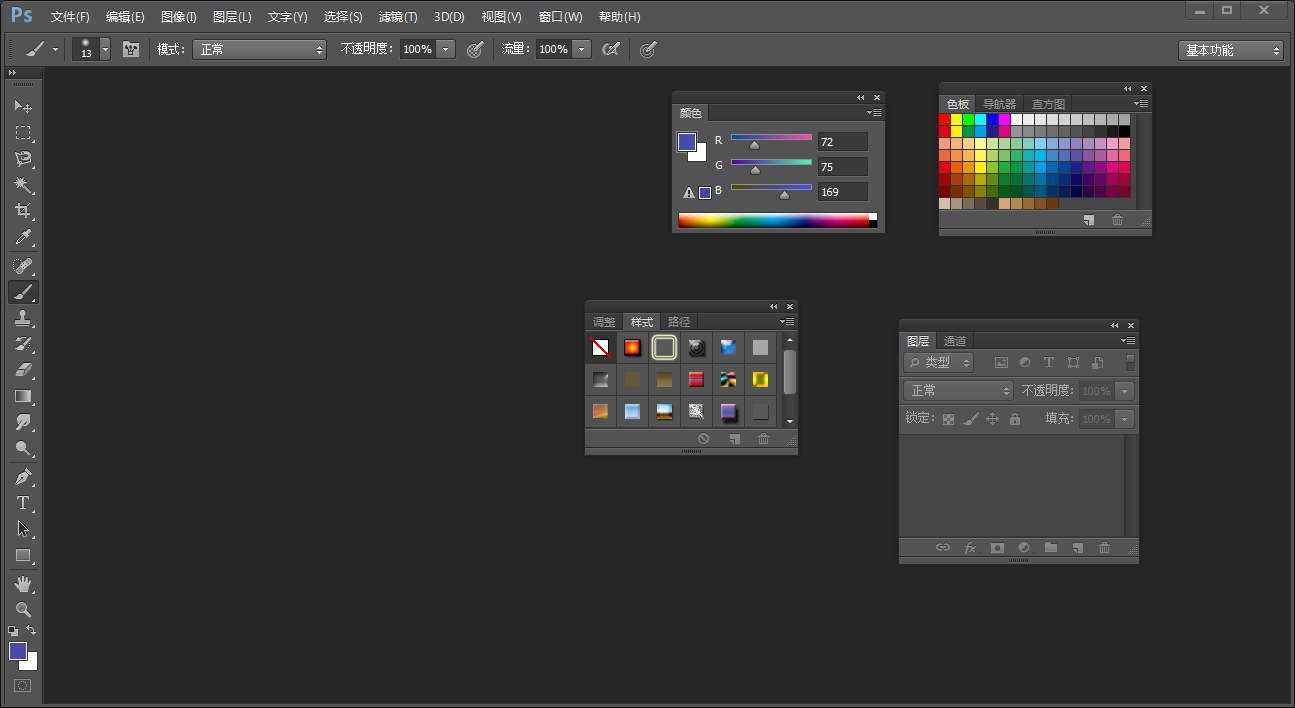 Ps 文件(F) 编辑(E) 图像(I) 图层(L) 文字(Y) 选择(S) 滤镜(T) 3D(D) 视图(V) 窗口(W) 帮助(H)
13 模式: 正常 不透明度: 100% 流量: 100% 基本功能
颜色
R 72
G 75
B 169
色板 导航器 直方图
调整 样式 路径
图层 通道
类型 T
正常 不透明度: 100%
锁定: 填充: 100%
fx
T